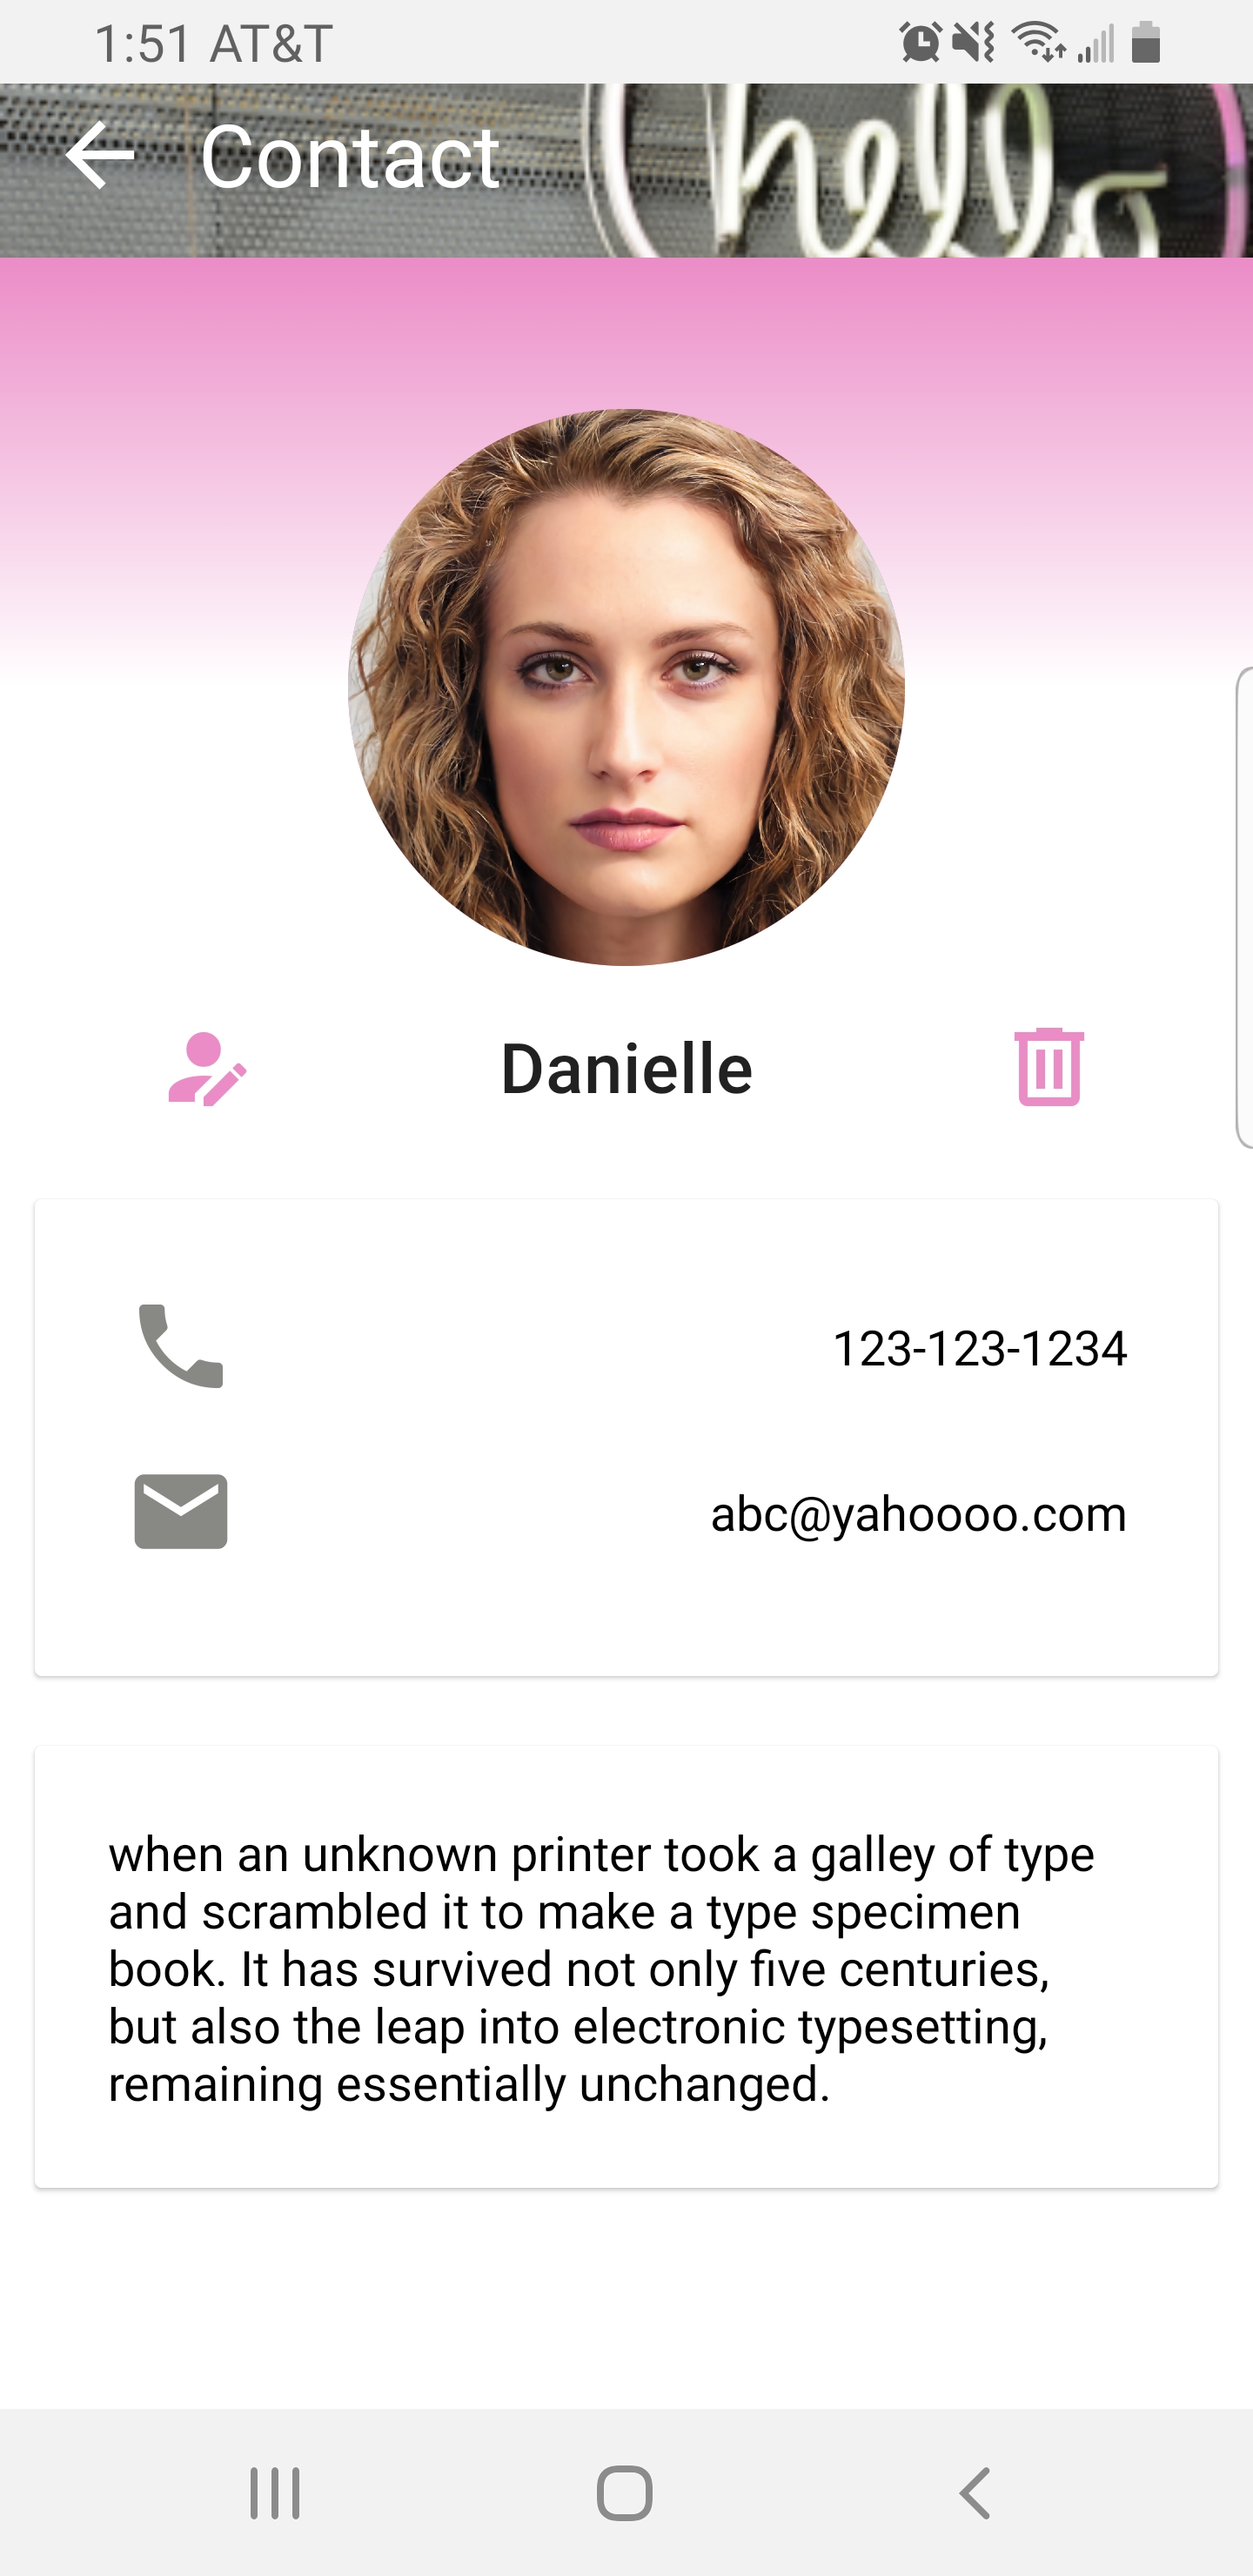 1:51 AT&T
Contact
hello
Danielle
123-123-1234
abc@yahoooo.com
when an unknown printer took a galley of type
and scrambled it to make a type specimen
book. It has survived not only five centuries,
but also the leap into electronic typesetting,
remaining essentially unchanged.